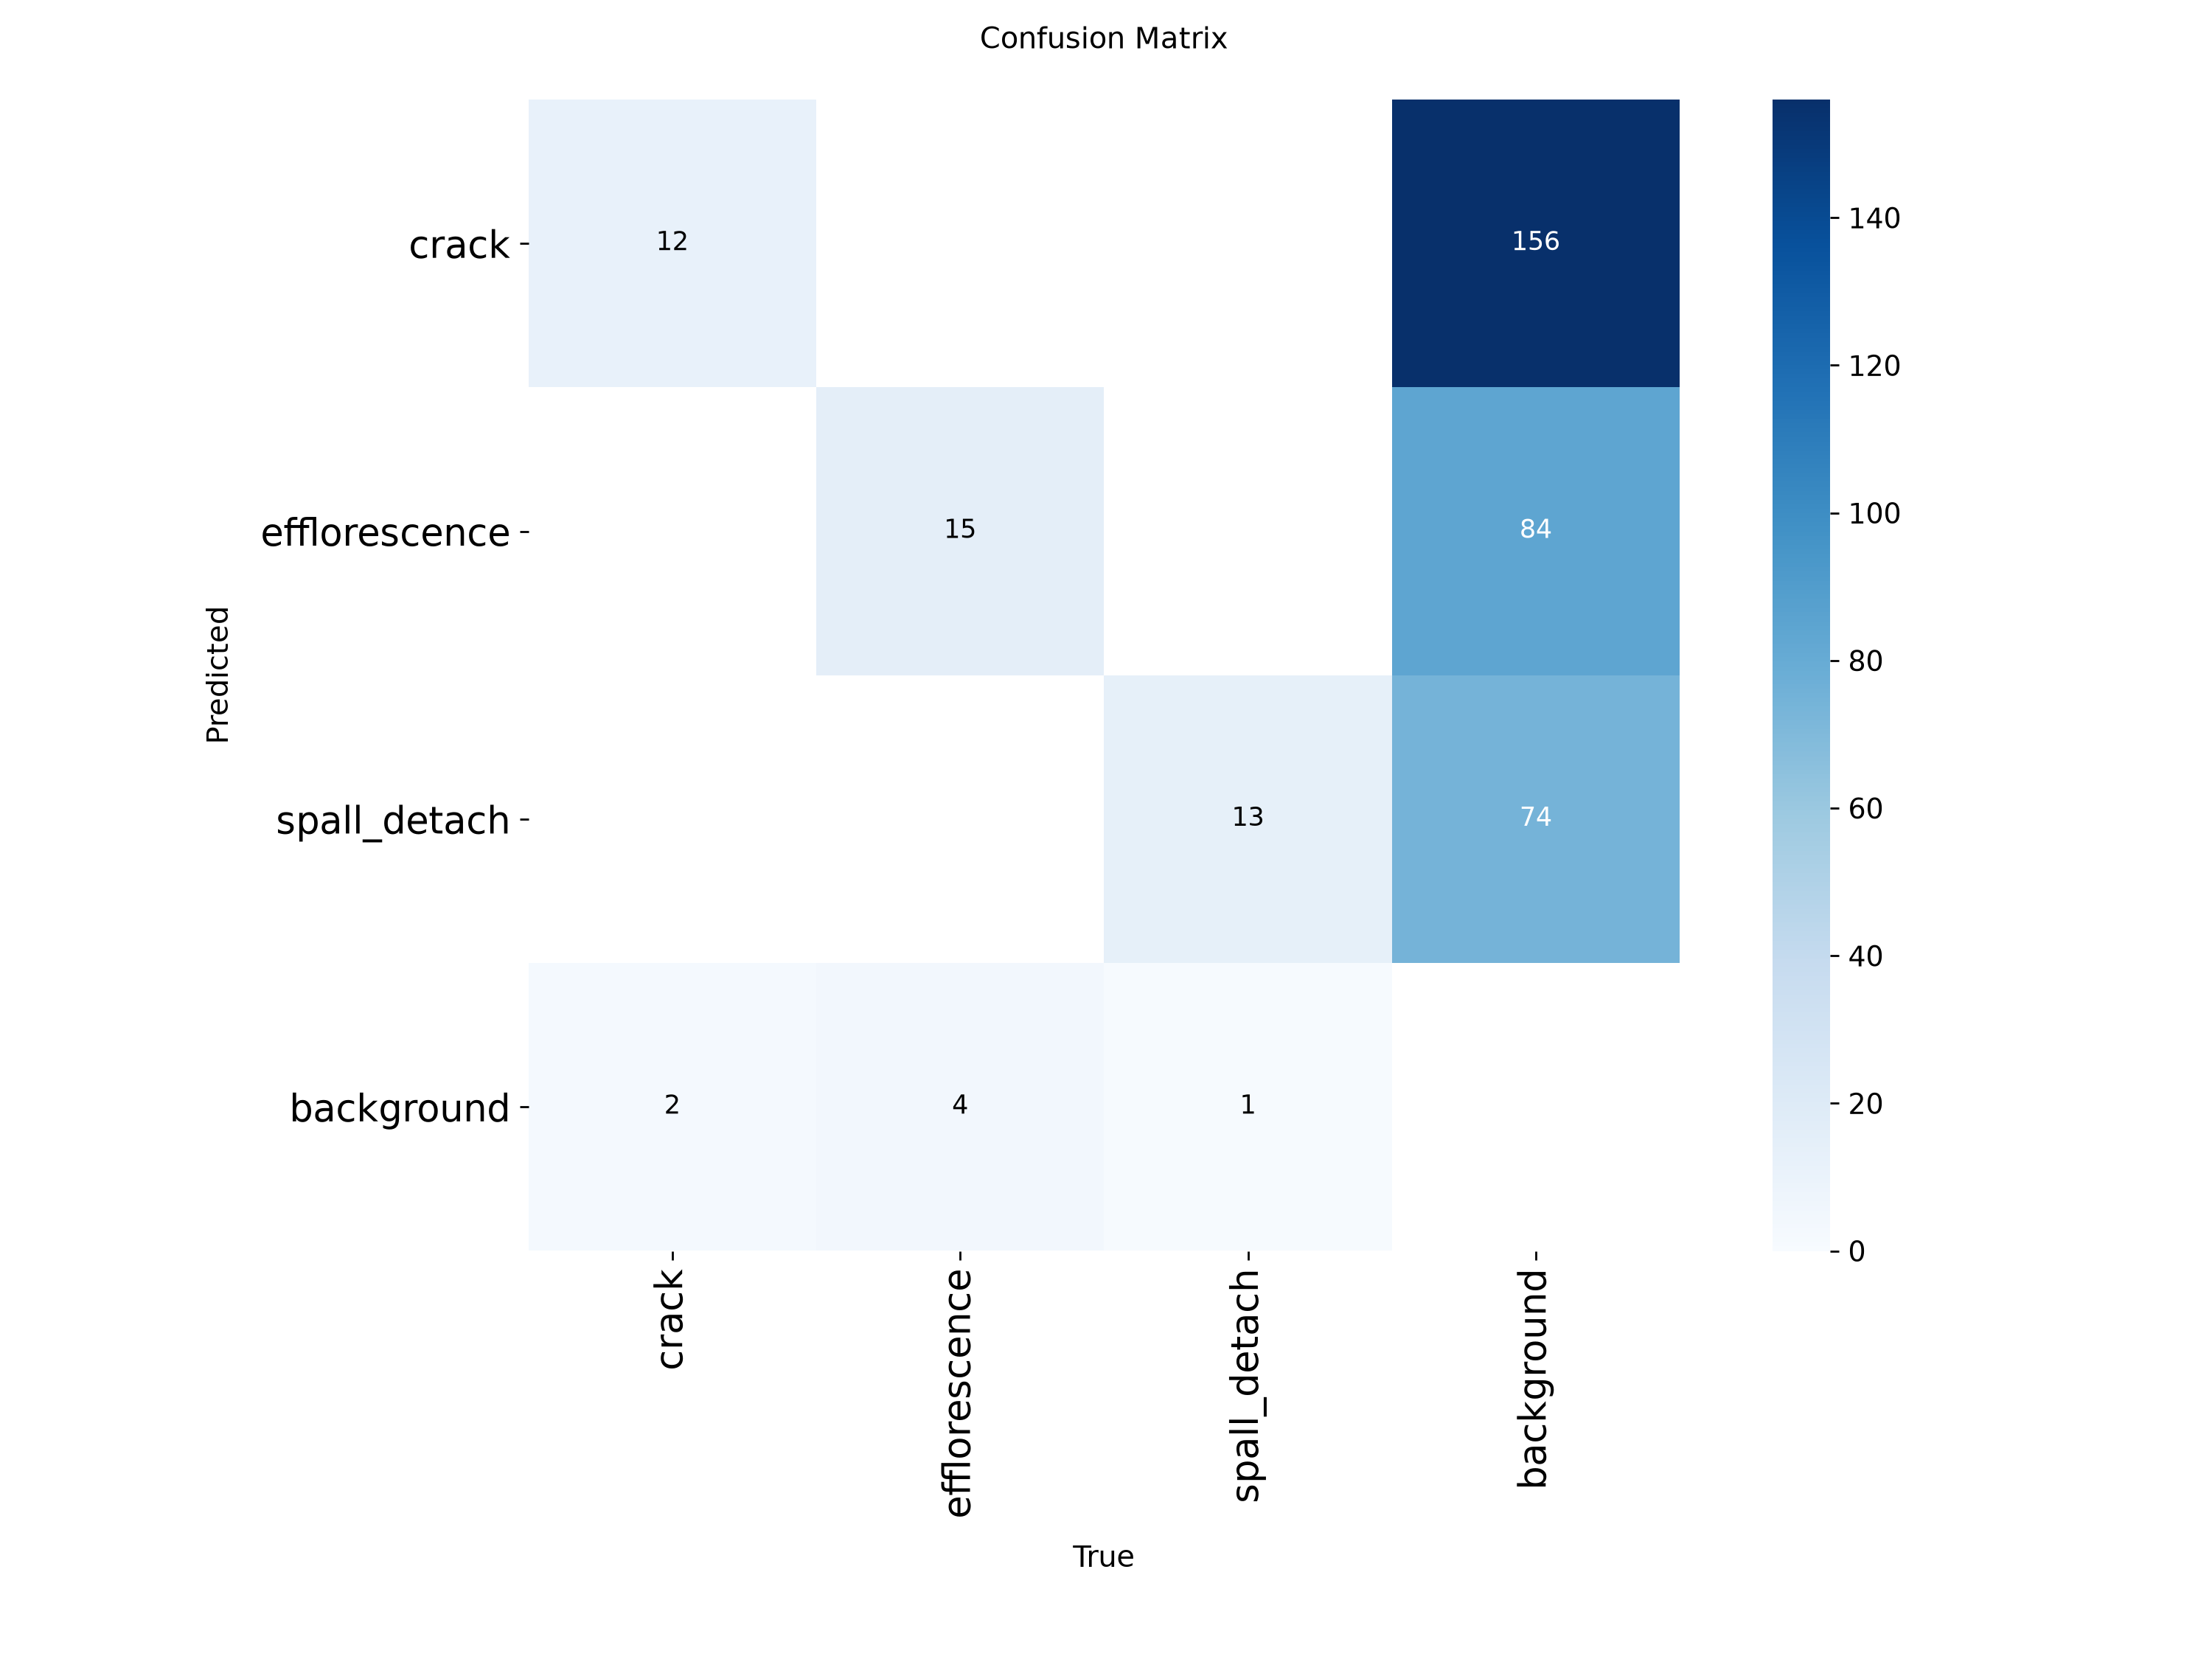 Confusion Matrix
crack
12
156
efflorescence
15
84
spall_detach
13
74
background
2
4
1
Predicted
crack
efflorescence
spall_detach
background
True
140
120
100
80
60
40
20
0